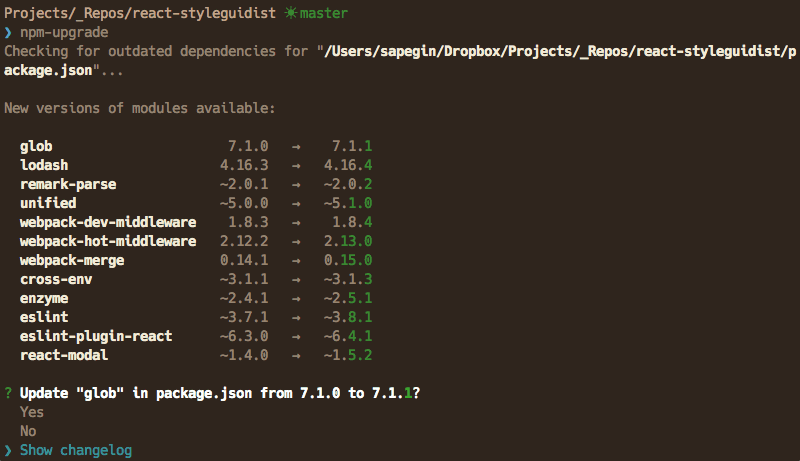 Projects/_Repos/react-styleguidist ☀master
❯ npm-upgrade
Checking for outdated dependencies for "/Users/sapegin/Dropbox/Projects/_Repos/react-styleguidist/p
ackage.json"...
New versions of modules available:
glob 7.1.0 → 7.1.1
lodash 4.16.3 → 4.16.4
remark-parse ~2.0.1 → ~2.0.2
unified ~5.0.0 → ~5.1.0
webpack-dev-middleware 1.8.3 → 1.8.4
webpack-hot-middleware 2.12.2 → 2.13.0
webpack-merge 0.14.1 → 0.15.0
cross-env ~3.1.1 → ~3.1.3
enzyme ~2.4.1 → ~2.5.1
eslint ~3.7.1 → ~3.8.1
eslint-plugin-react ~6.3.0 → ~6.4.1
react-modal ~1.4.0 → ~1.5.2
? Update "glob" in package.json from 7.1.0 to 7.1.1?
Yes
No
❯ Show changelog